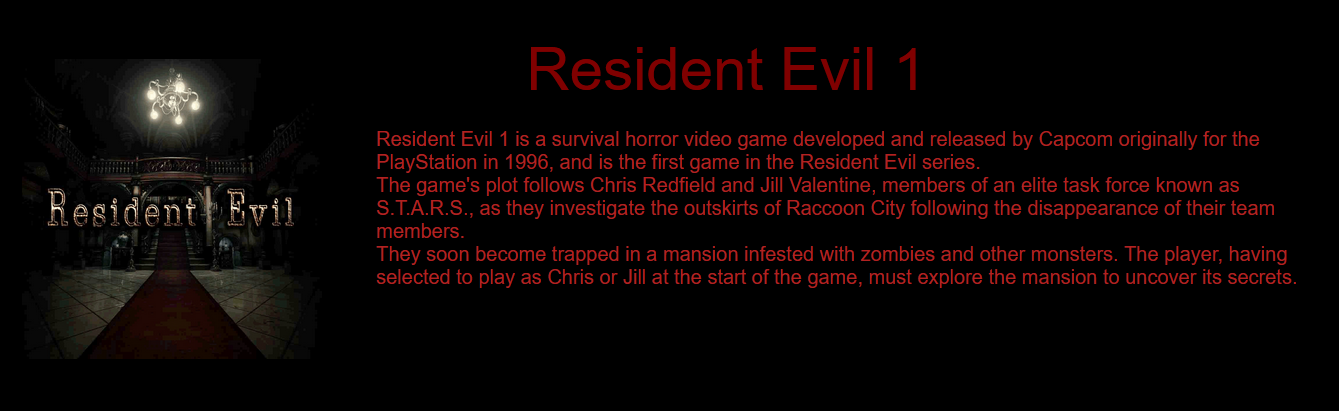 Resident Evil 1
Resident Evil
Resident Evil 1 is a survival horror video game developed and released by Capcom originally for the
PlayStation in 1996, and is the first game in the Resident Evil series.
The game's plot follows Chris Redfield and Jill Valentine, members of an elite task force known as
S.T.A.R.S., as they investigate the outskirts of Raccoon City following the disappearance of their team
members.
They soon become trapped in a mansion infested with zombies and other monsters. The player, having
selected to play as Chris or Jill at the start of the game, must explore the mansion to uncover its secrets.